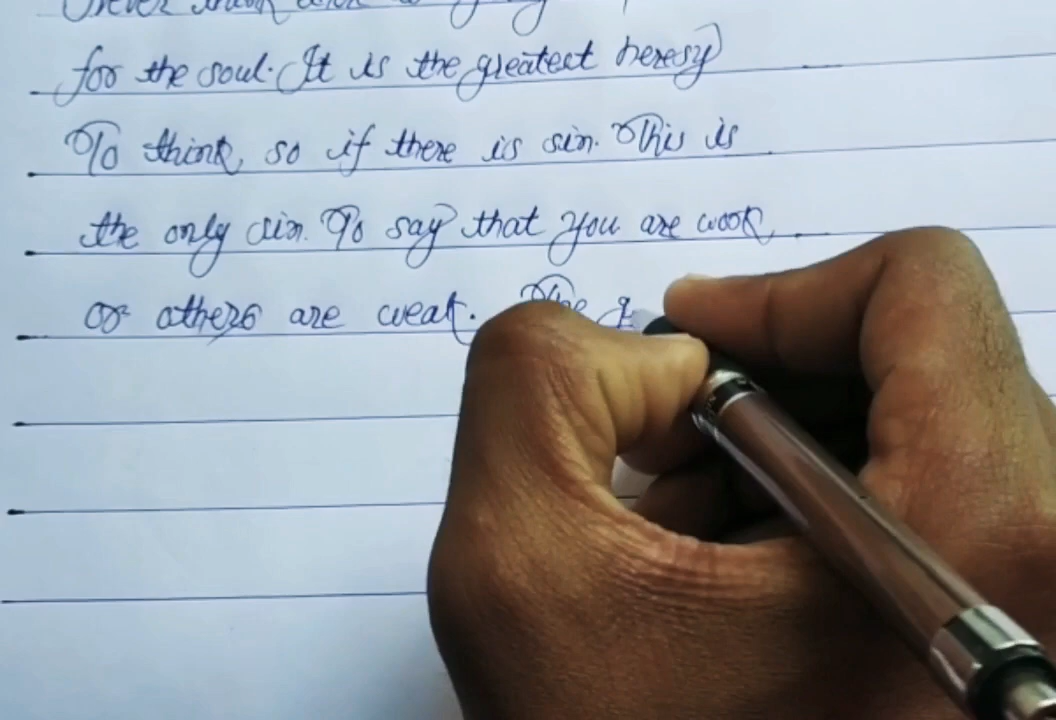 for the soul. It is the greatest heresy
To think, so if there is sin. This is
the only sin. To say that you are weak,
or others are weak. The